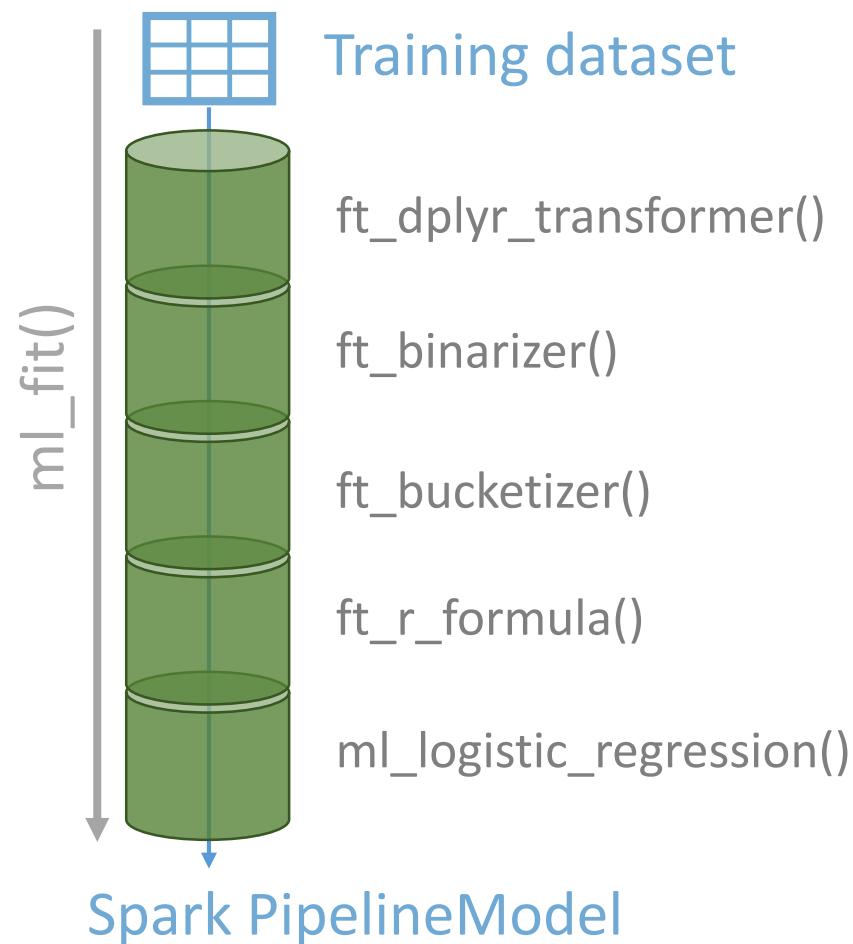 Training dataset
ft_dplyr_transformer()
ml_fit()
ft_binarizer()
ft_bucketizer()
ft_r_formula()
ml_logistic_regression()
Spark PipelineModel